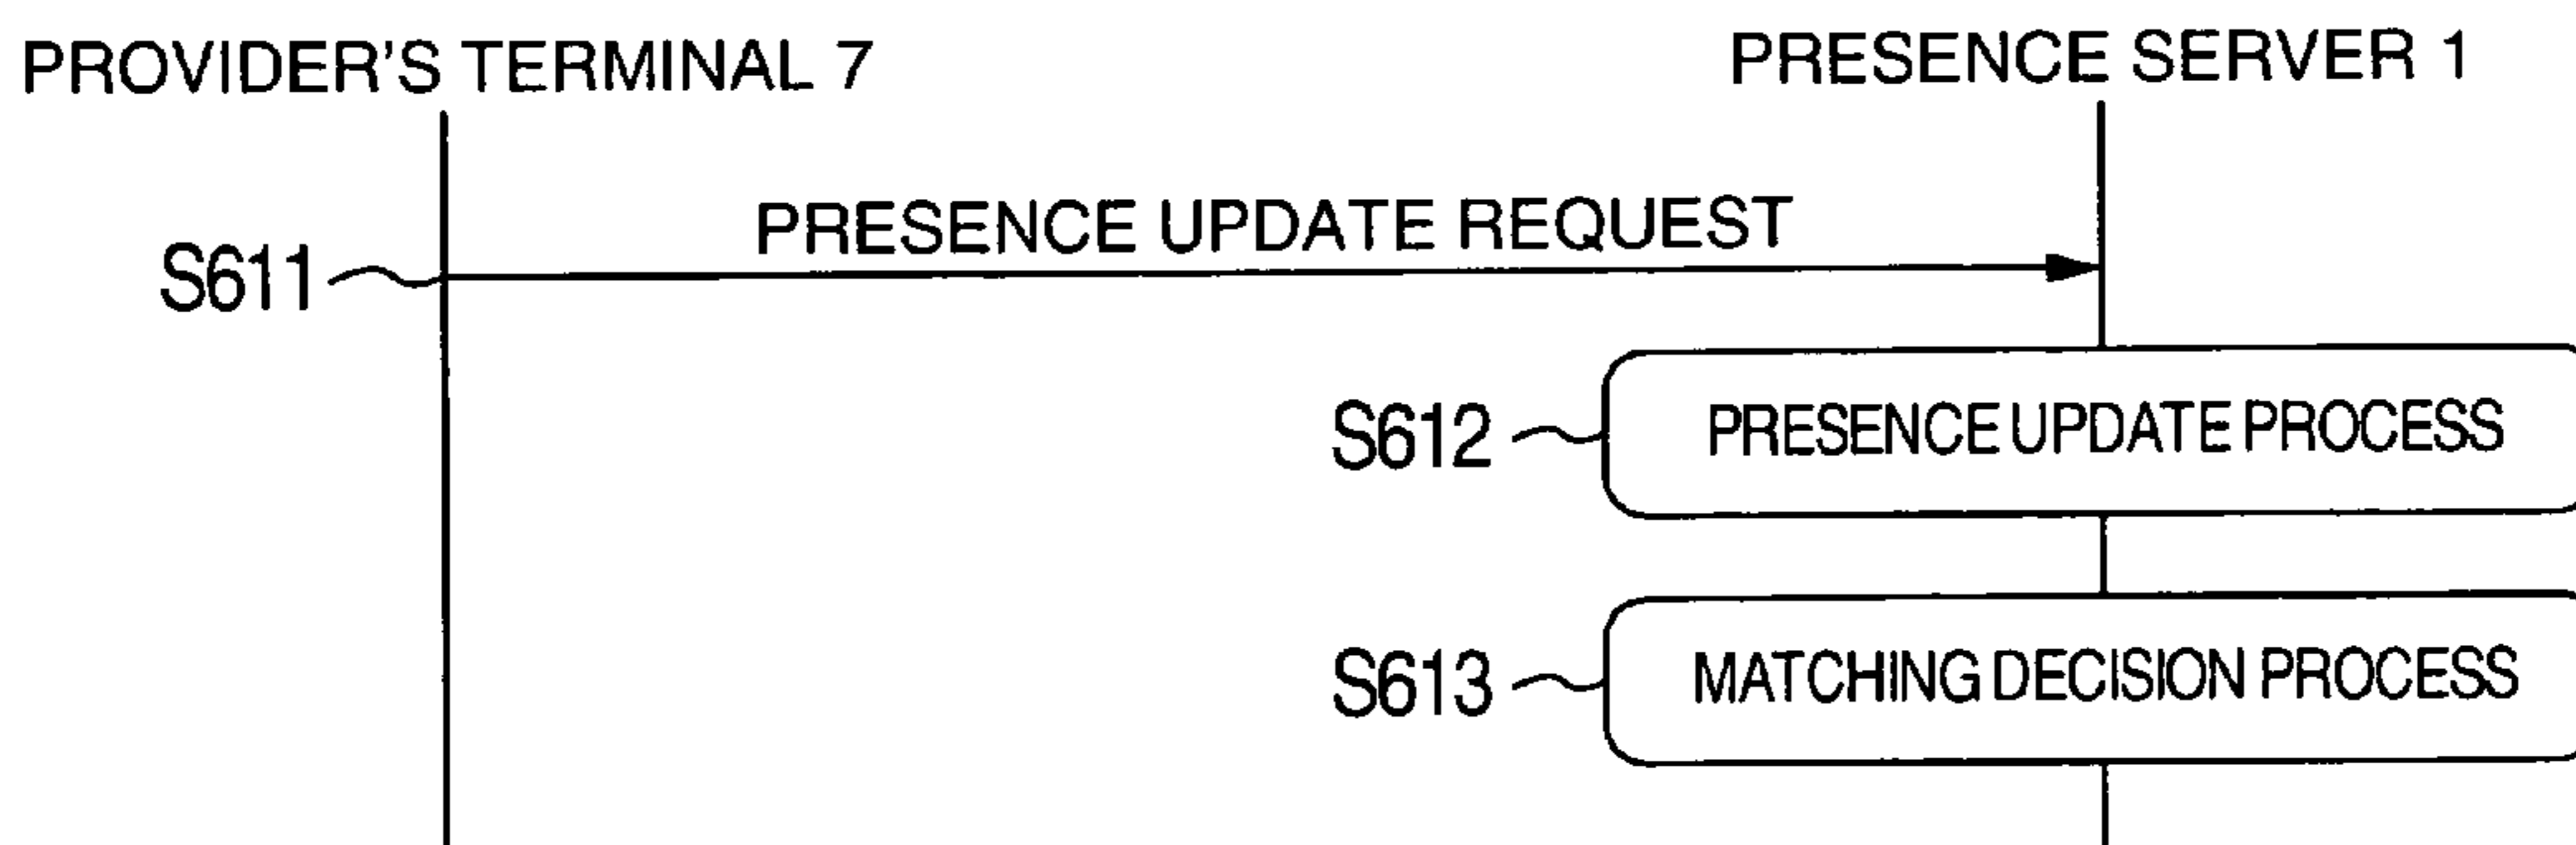 PROVIDER'S TERMINAL 7
PRESENCE SERVER 1
PRESENCE UPDATE REQUEST
S611
S612
PRESENCE UPDATE PROCESS
S613
MATCHING DECISION PROCESS